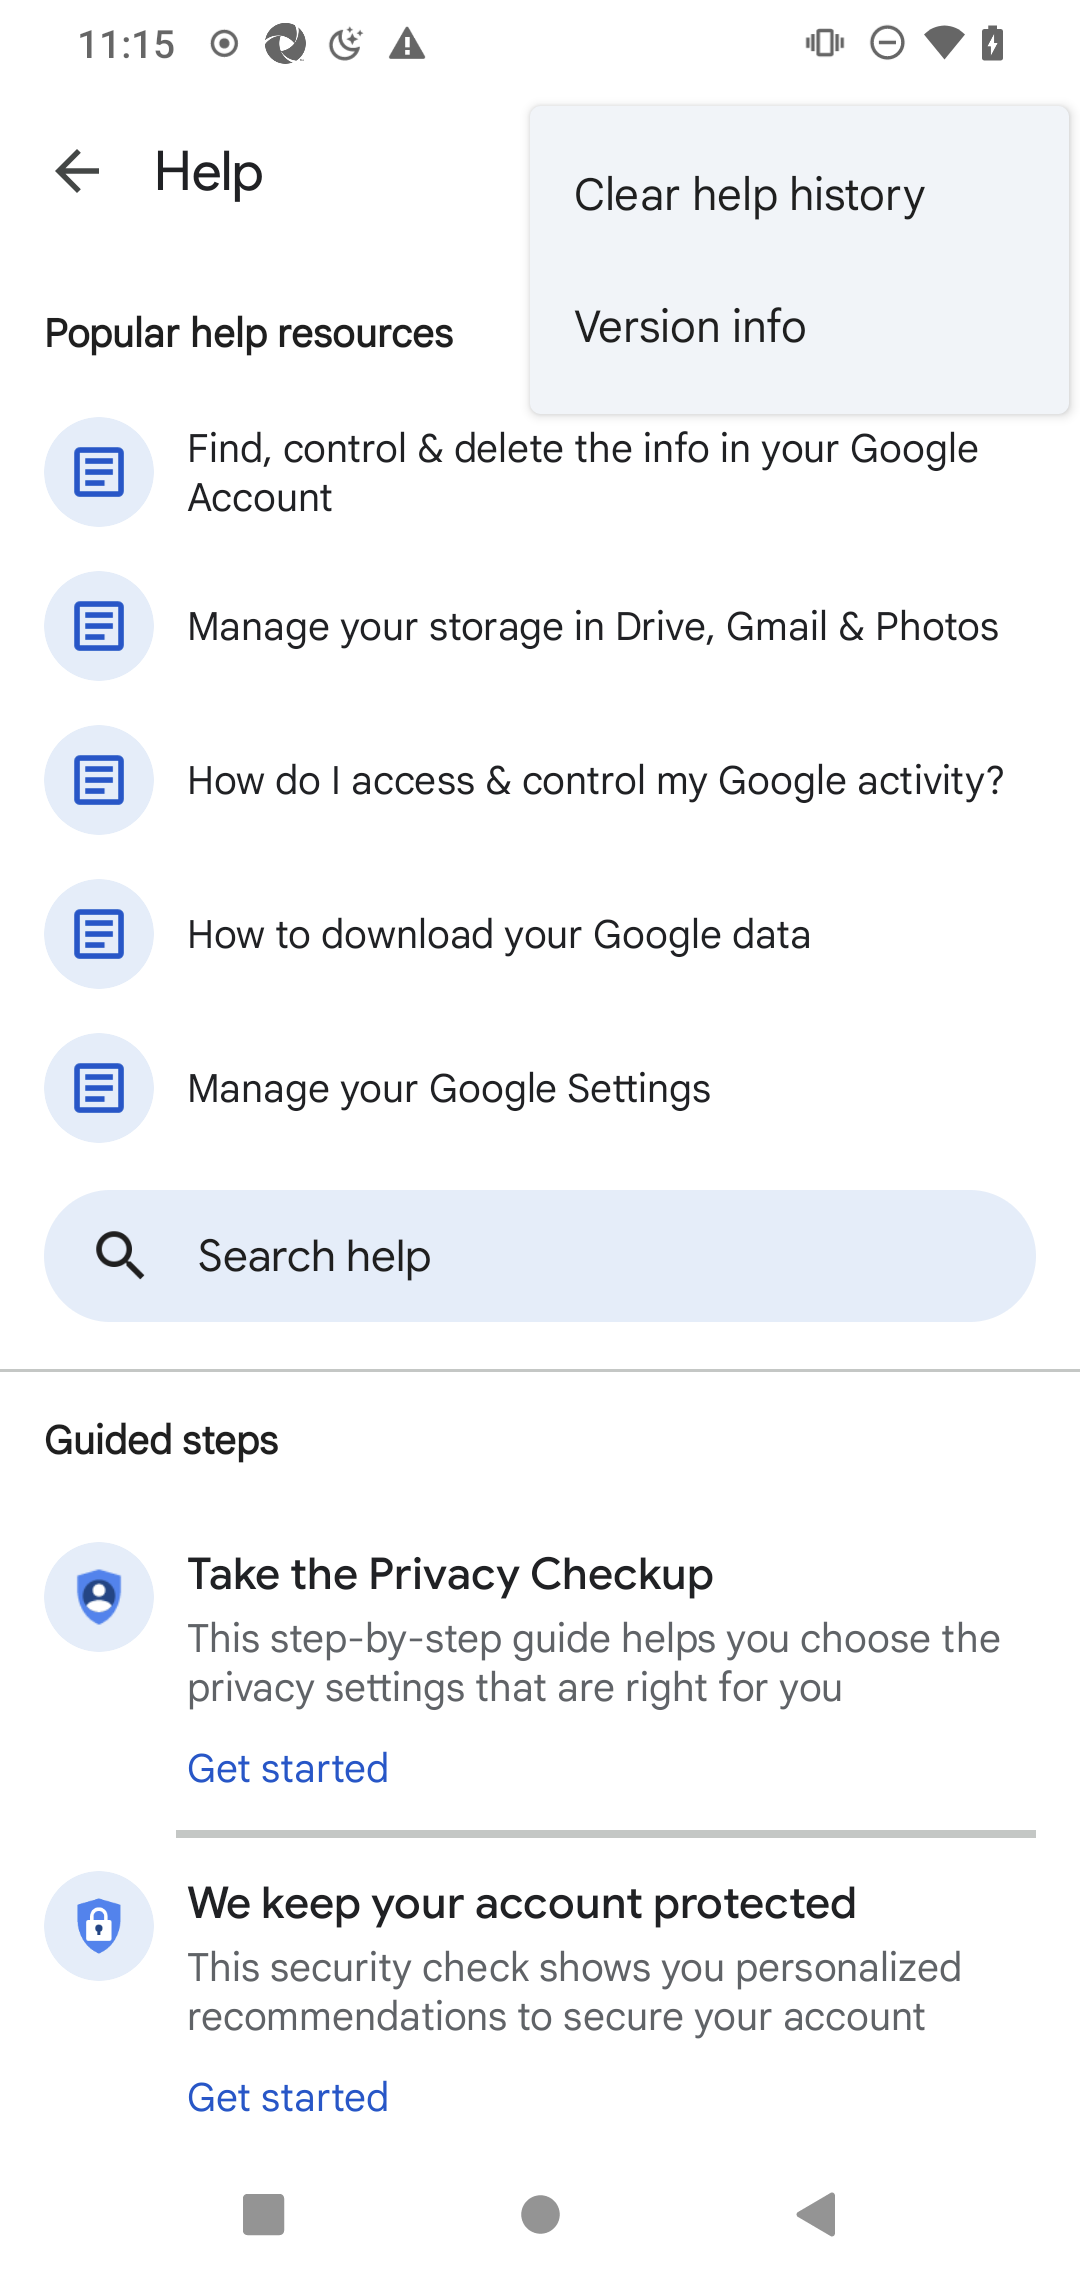 11:15
Help
Clear help history
Version info
Popular help resources
Find, control & delete the info in your Google
Account
Manage your storage in Drive, Gmail & Photos
How do I access & control my Google activity?
How to download your Google data
Manage your Google Settings
Search help
Guided steps
Take the Privacy Checkup
This step-by-step guide helps you choose the
privacy settings that are right for you
Get started
We keep your account protected
This security check shows you personalized
recommendations to secure your account
Get started